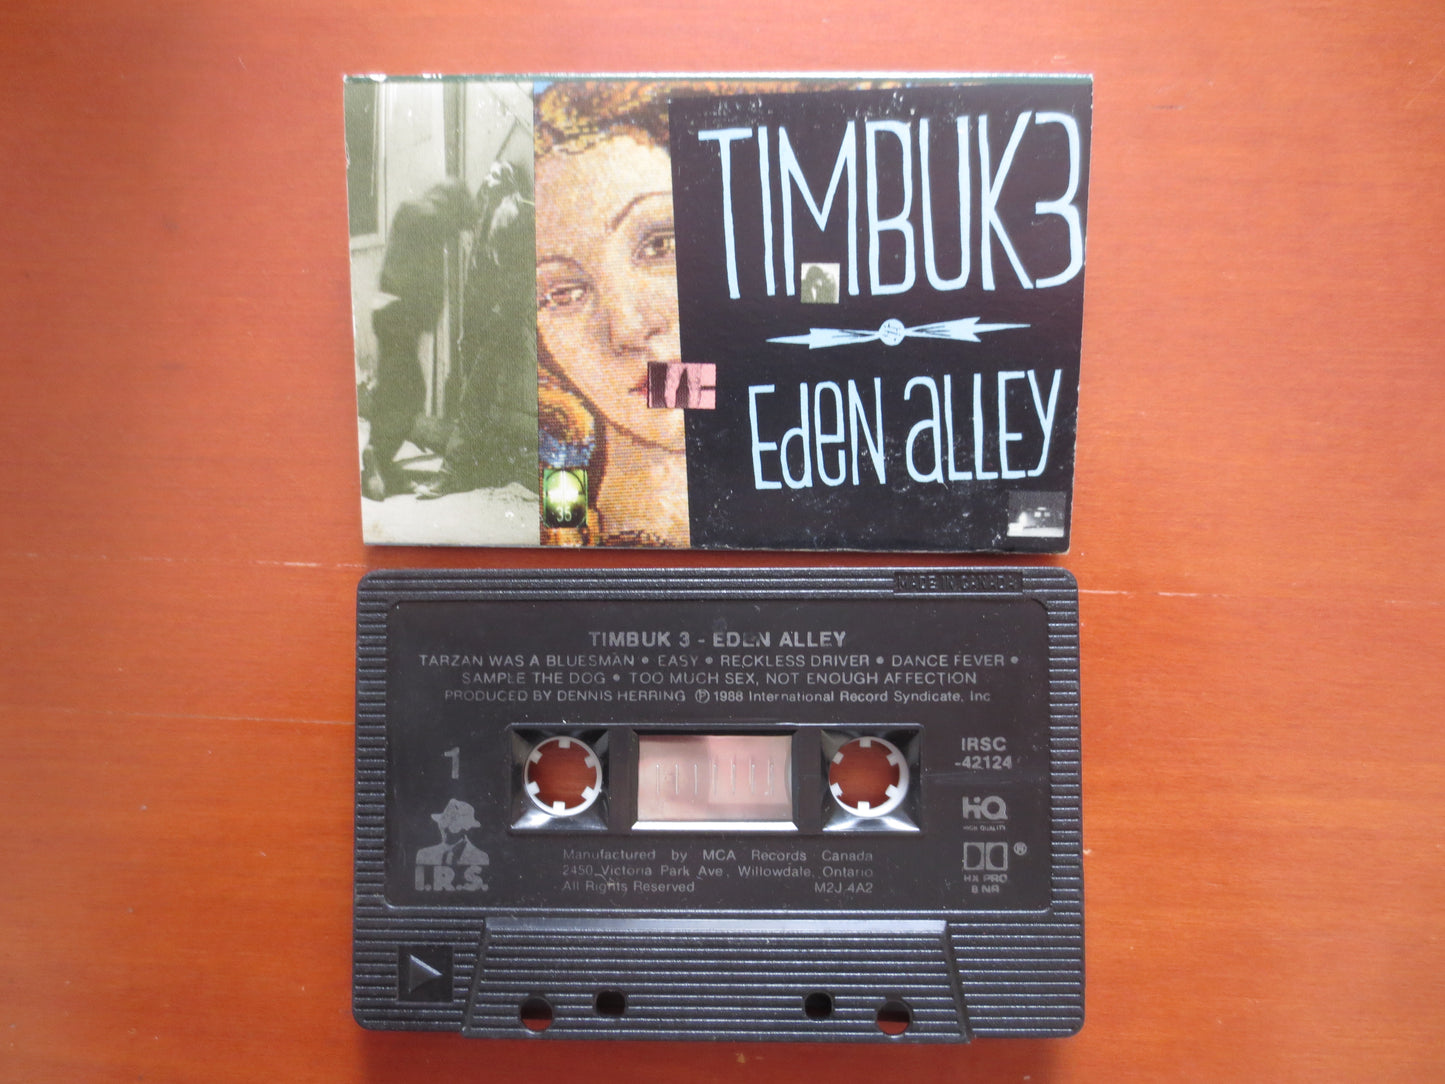 TIMBUK3
EdeN aLLEY
35
MADE IN CANADA
TIMBUK 3 - EDEN ALLEY
TARZAN WAS A BLUESMAN • EASY • RECKLESS DRIVER • DANCE FEVER •
SAMPLE THE DOG • TOO MUCH SEX, NOT ENOUGH AFFECTION
PRODUCED BY DENNIS HERRING ℗ 1988 International Record Syndicate, Inc
1
IRSC
-42124
HiQ
HIGH QUALITY
I.R.S.
Manufactured by MCA Records Canada
2450 Victoria Park Ave, Willowdale, Ontario
All Rights Reserved M2J 4A2
®
HX PRO
B NR